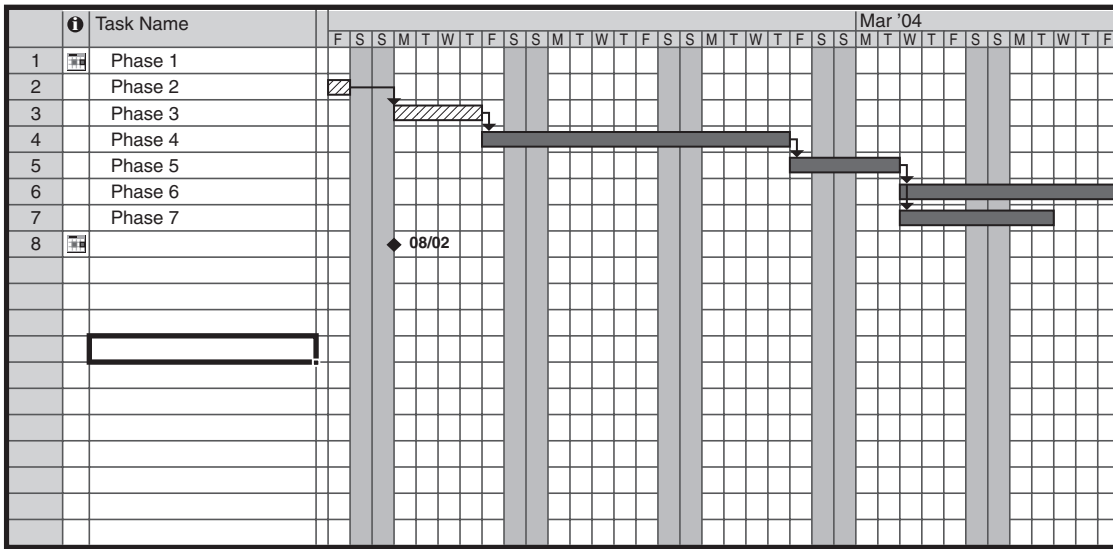 Task Name
Mar '04
F S S M T W T F S S M T W T F S S M T W T F S S M T W T F S S M T W T F
1 Phase 1
2 Phase 2
3 Phase 3
4 Phase 4
5 Phase 5
6 Phase 6
7 Phase 7
8 08/02